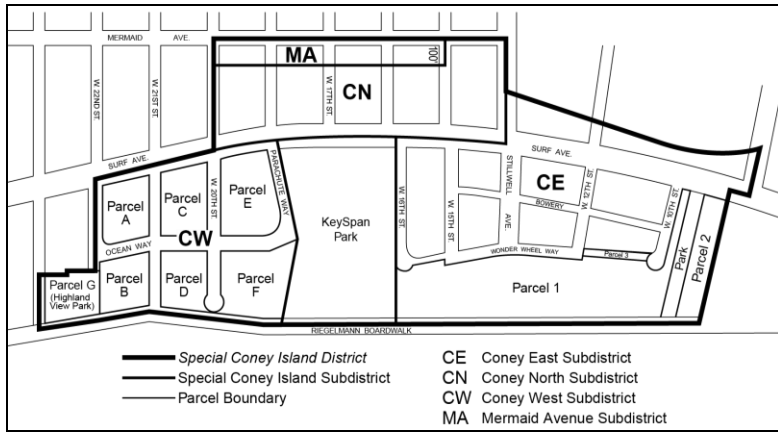 MERMAID AVE.
MA
100'
CN
W. 22ND ST.
W. 21ST ST.
W. 17TH ST.
SURF AVE.
SURF AVE.
Parcel A
Parcel C
Parcel E
W. 20TH ST.
PARACHUTE WAY
CW
OCEAN WAY
Parcel G
(Highland
View Park)
Parcel B
Parcel D
Parcel F
KeySpan
Park
W. 16TH ST.
W. 15TH ST.
STILLWELL AVE.
CE
BOWERY
W. 12TH ST.
W. 10TH ST.
WONDER WHEEL WAY
Parcel 3
Parcel 1
Park
Parcel 2
RIEGELMANN BOARDWALK
Special Coney Island District
Special Coney Island Subdistrict
Parcel Boundary
CE Coney East Subdistrict
CN Coney North Subdistrict
CW Coney West Subdistrict
MA Mermaid Avenue Subdistrict